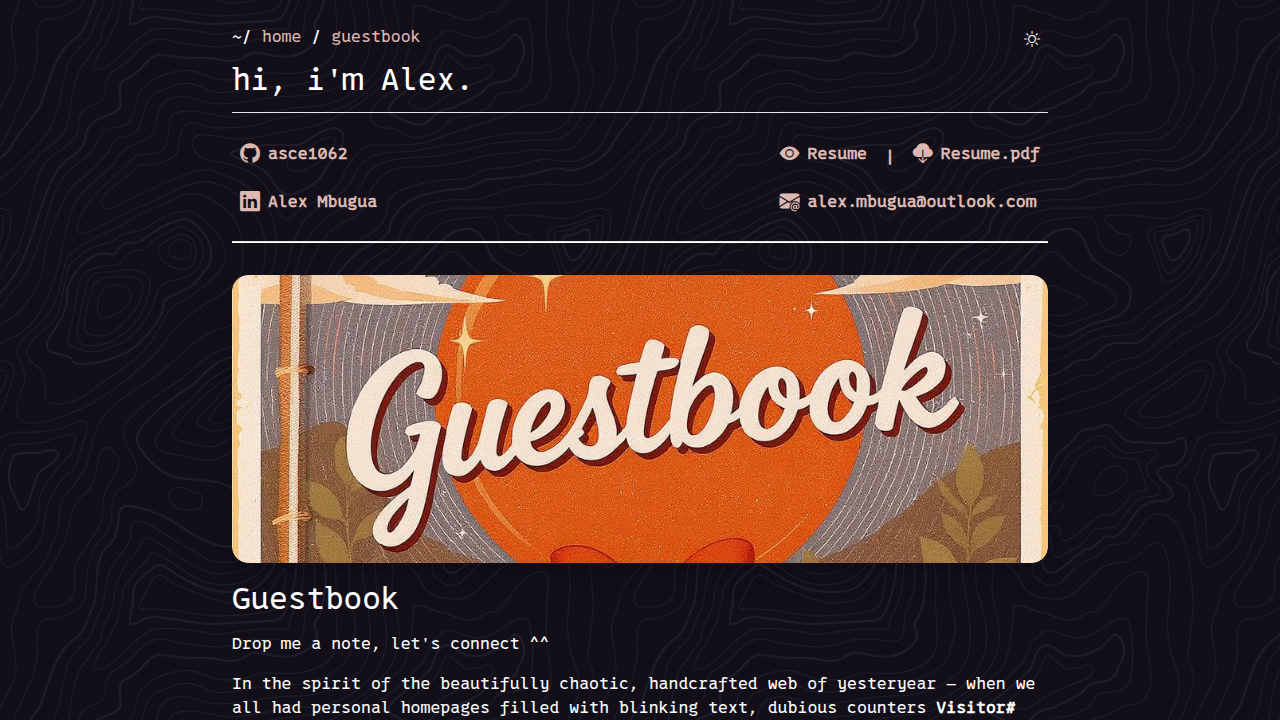 ~/ home / guestbook
hi, i'm Alex.
asce1062
Resume | Resume.pdf
Alex Mbugua
alex.mbugua@outlook.com
Guestbook
Guestbook
Drop me a note, let's connect ^^
In the spirit of the beautifully chaotic, handcrafted web of yesteryear — when we
all had personal homepages filled with blinking text, dubious counters Visitor#